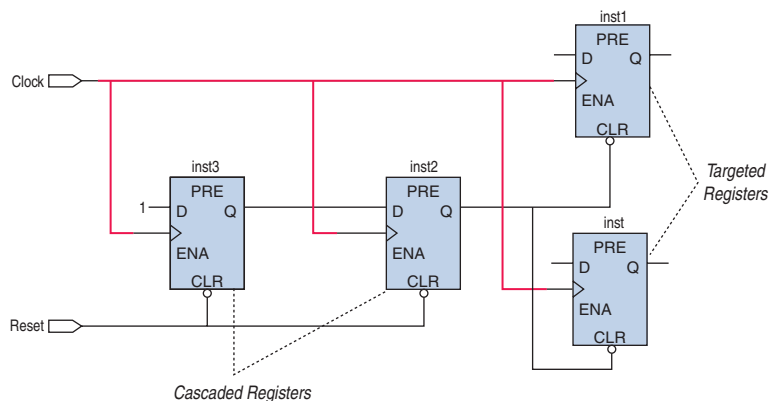 inst1
PRE
D Q
Clock
ENA
CLR
inst3
inst2
Targeted
Registers
PRE
PRE
1
D Q
D Q
inst
PRE
ENA
ENA
D Q
CLR
CLR
ENA
Reset
CLR
Cascaded Registers